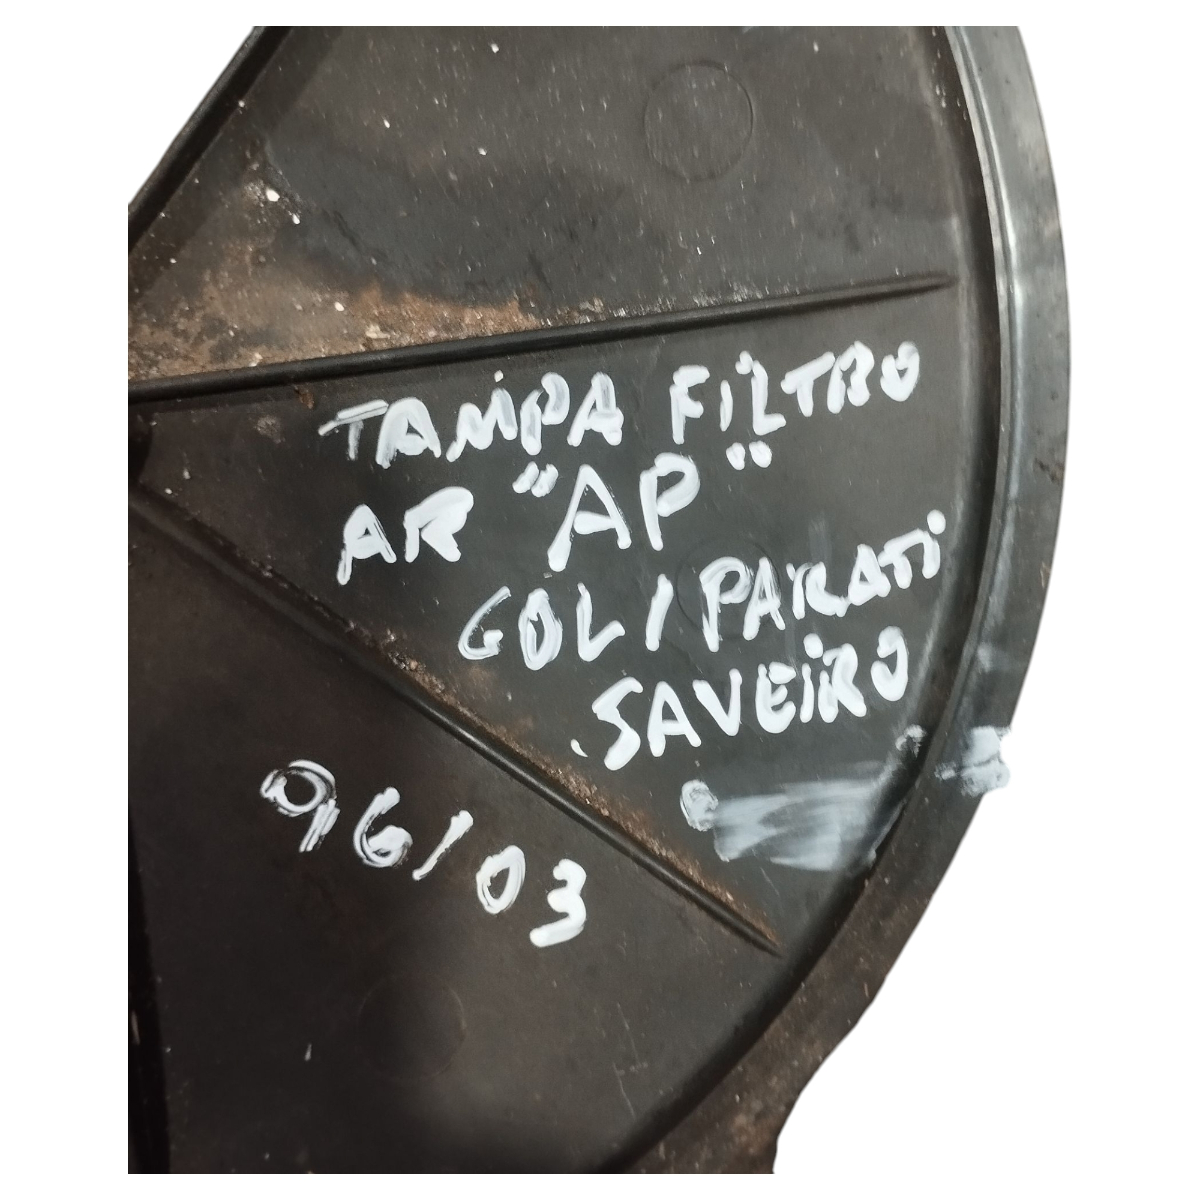 TAMPA FILTRO
AR "AP"
GOL/PARATI
SAVEIRO
96/03